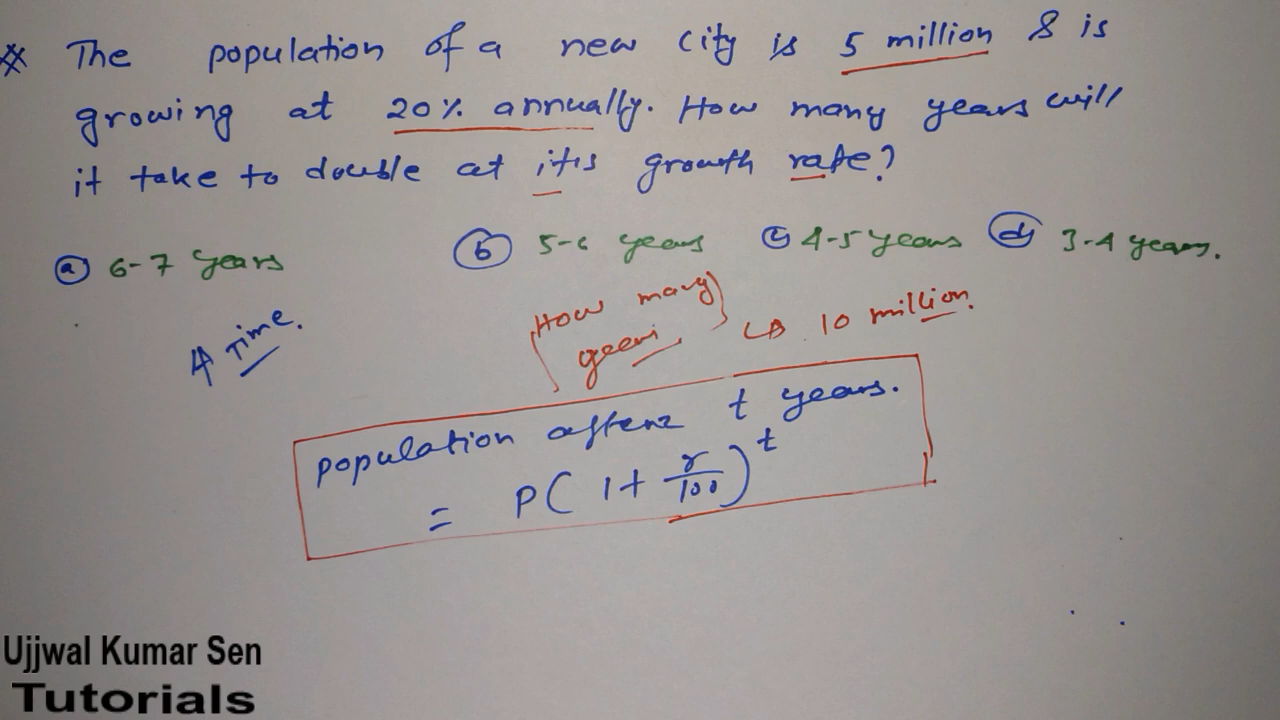 ※ The population of a new city is 5 million & is
growing at 20% annually. How many years will
it take to double at itis growth rate?
ⓐ 6-7 years ⓑ 5-6 years ⓒ 4-5 years ⓓ 3-4 years.
4 Time.
How many
years
↳ 10 million.
population after t years.
= P(1 + r/100)^t
Ujjwal Kumar Sen
Tutorials